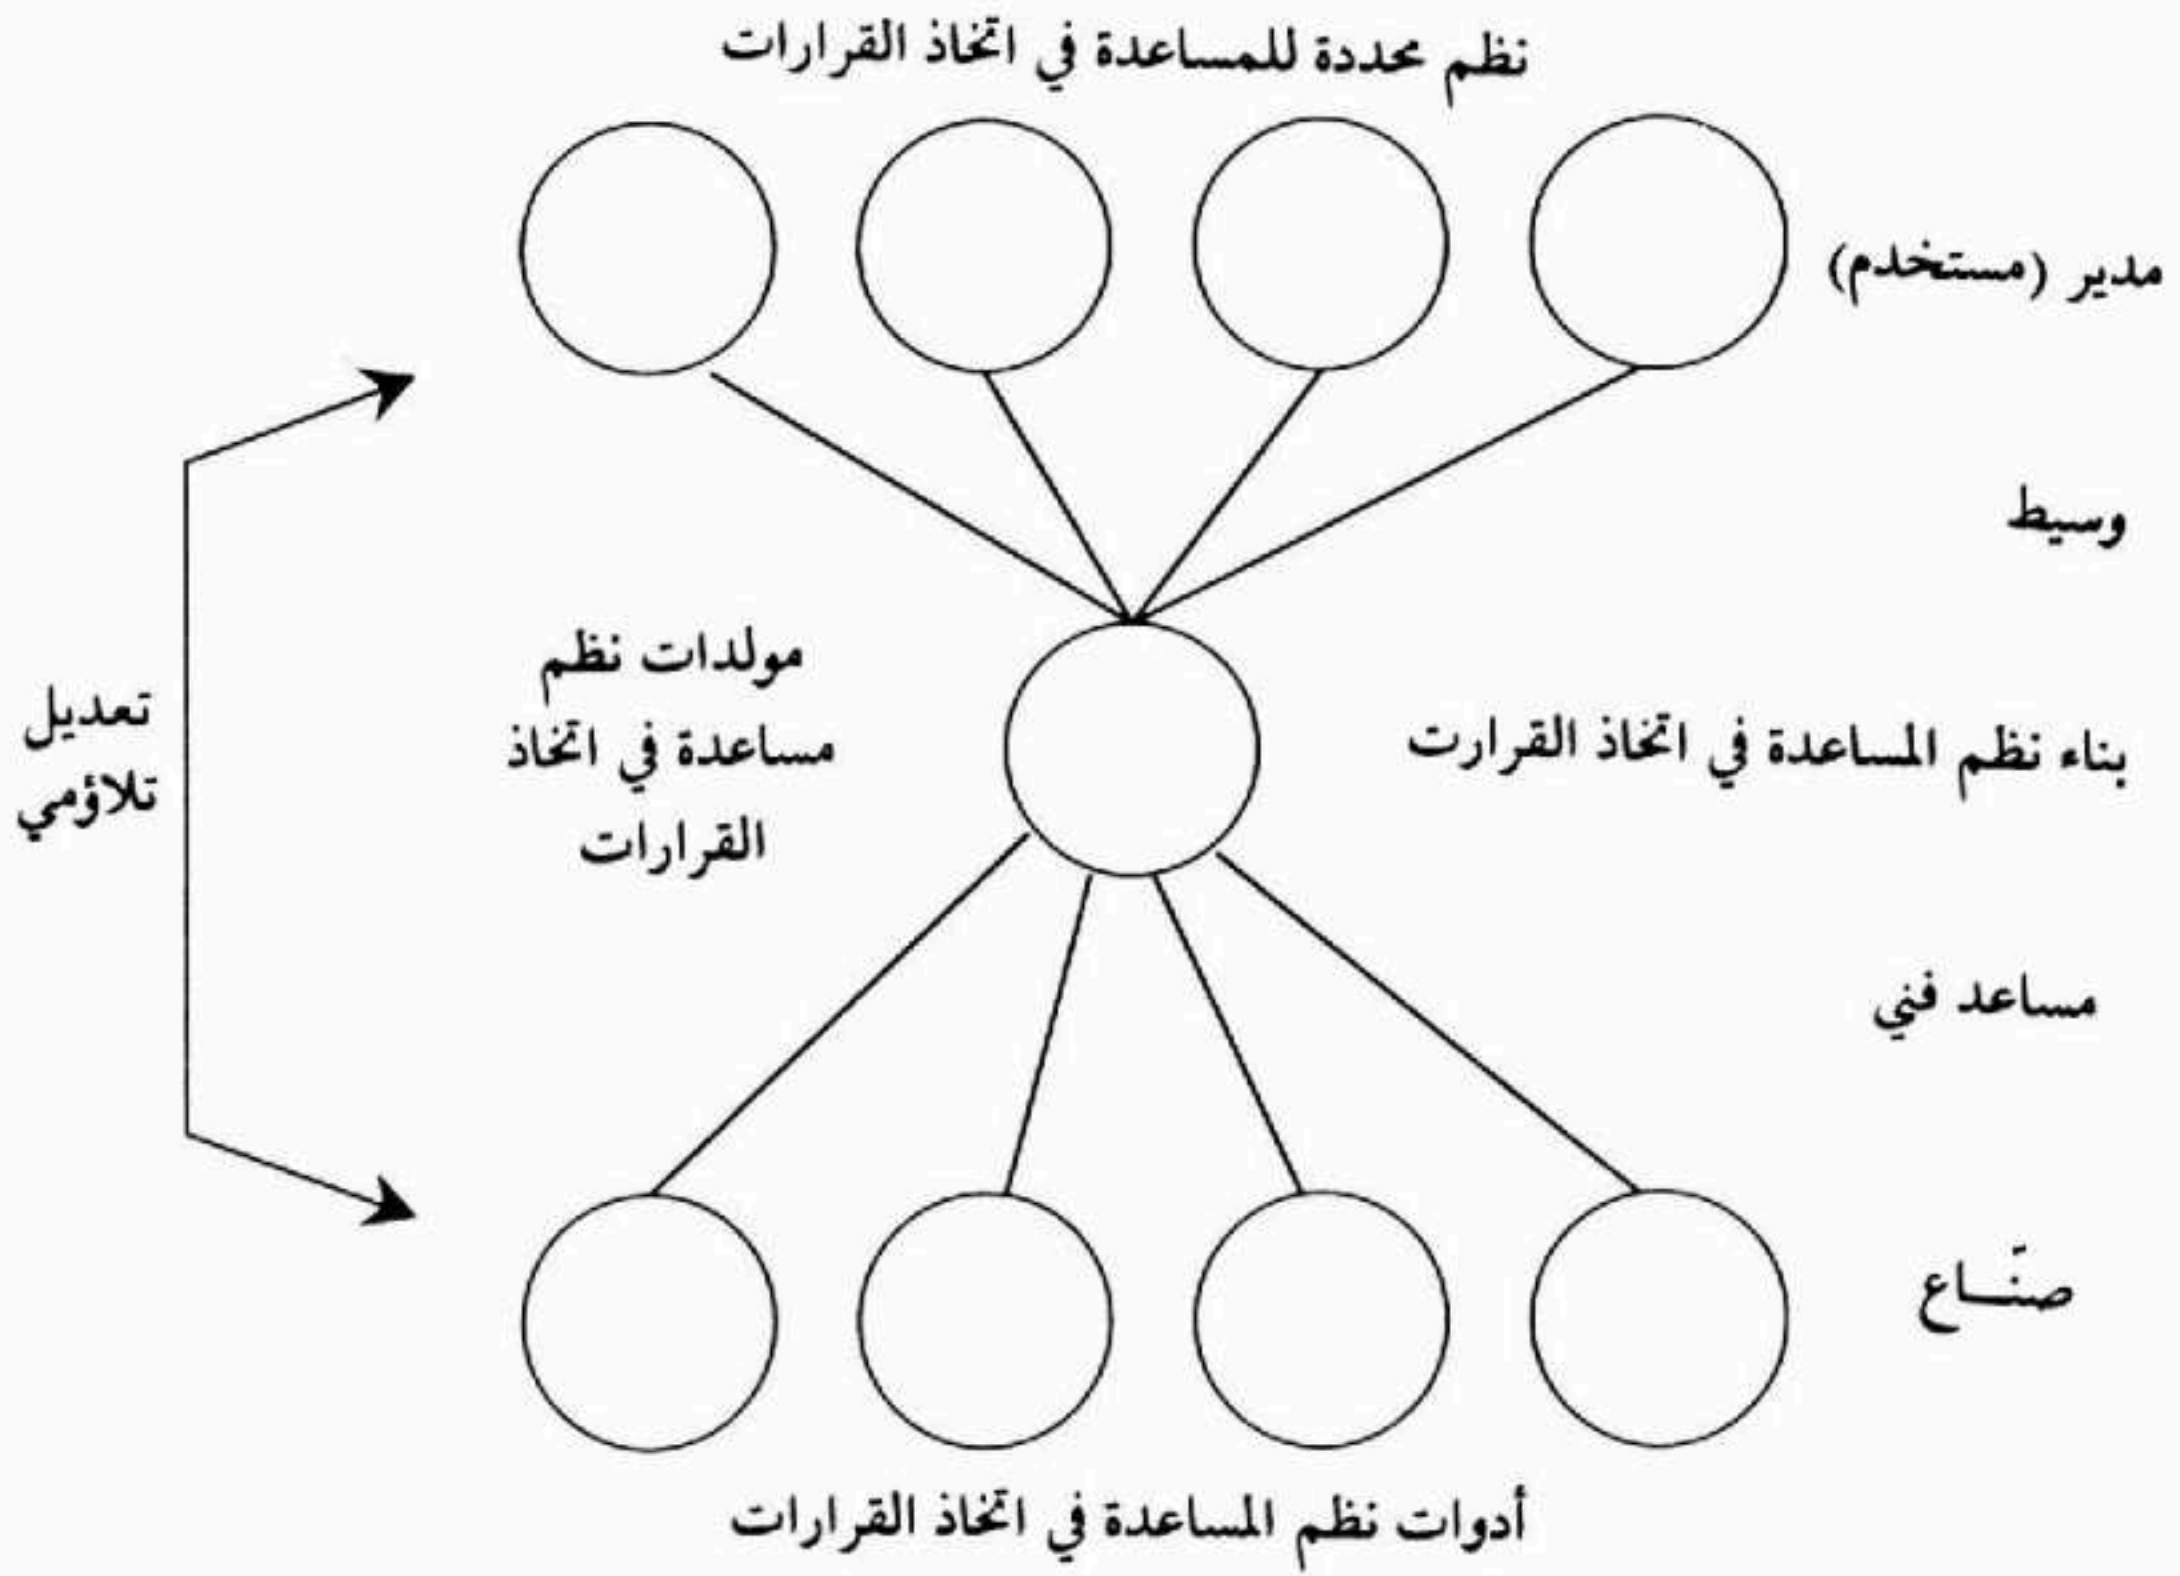 نظم محددة للمساعدة في اتخاذ القرارات
مدير (مستخدم)
وسيط
بناء نظم المساعدة في اتخاذ القرارت
مولدات نظم
مساعدة في اتخاذ
القرارات
تعديل
تلاؤمي
مساعد فني
صنّـاع
أدوات نظم المساعدة في اتخاذ القرارات